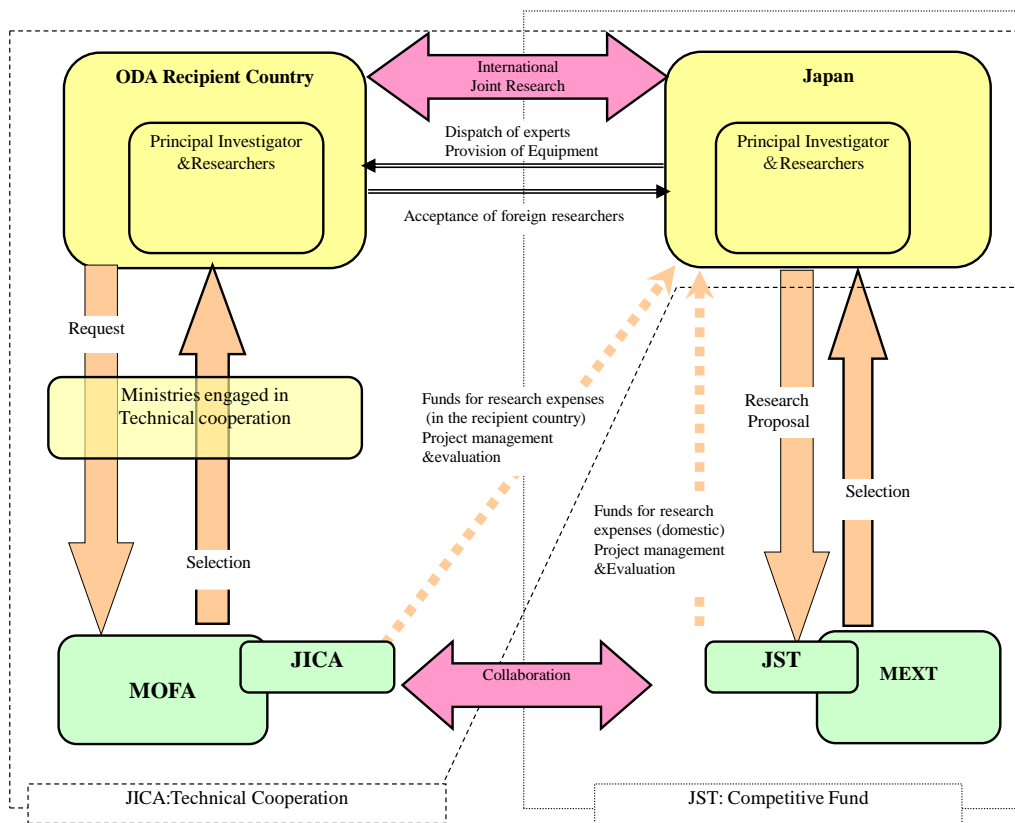 ODA Recipient Country
International
Joint Research
Japan
Principal Investigator
&Researchers
Dispatch of experts
Provision of Equipment
Principal Investigator
&Researchers
Acceptance of foreign researchers
Request
Ministries engaged in
Technical cooperation
Funds for research expenses
(in the recipient country)
Project management
&evaluation
Research
Proposal
Selection
Funds for research
expenses (domestic)
Project management
&Evaluation
Selection
JICA
MOFA
Collaboration
JST
MEXT
JICA:Technical Cooperation
JST: Competitive Fund